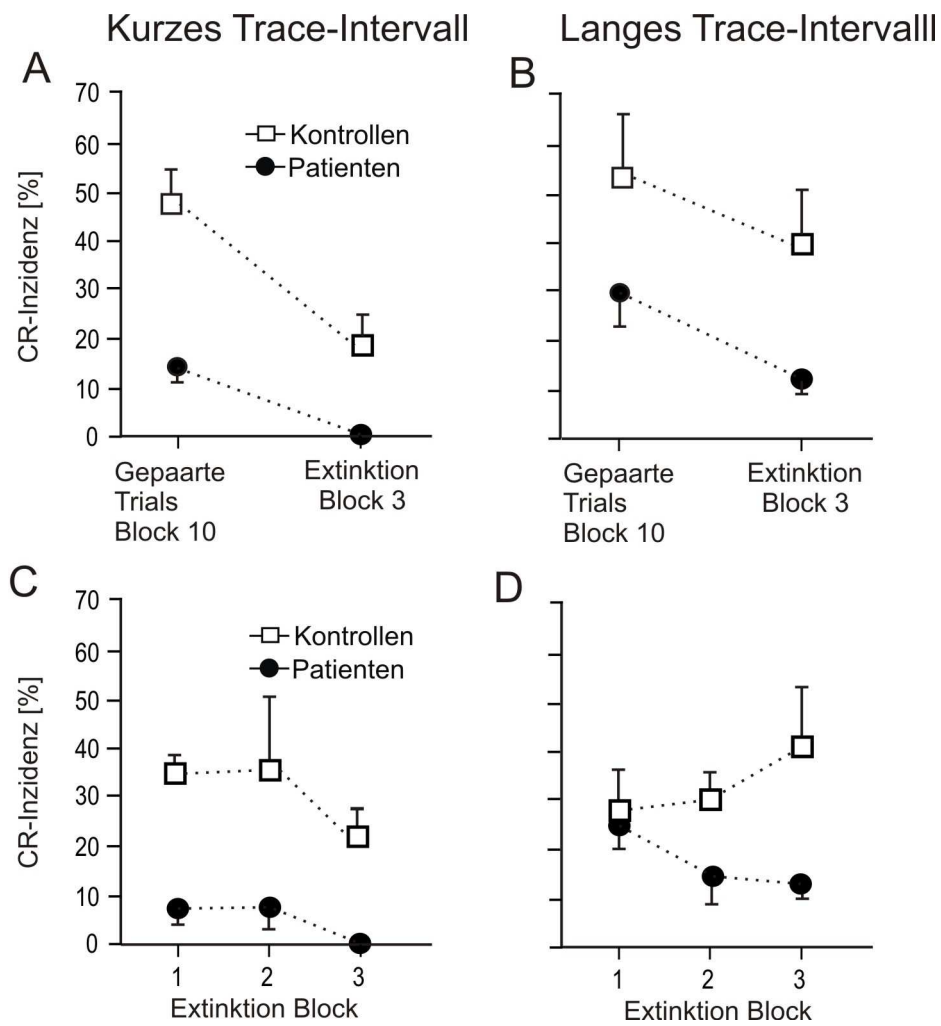 Kurzes Trace-Intervall
Langes Trace-Intervalll
A
B
CR-Inzidenz [%]
70
60
50
40
30
20
10
0
Kontrollen
Patienten
Gepaarte
Trials
Block 10
Extinktion
Block 3
Gepaarte
Trials
Block 10
Extinktion
Block 3
C
D
CR-Inzidenz [%]
70
60
50
40
30
20
10
0
Kontrollen
Patienten
1
2
3
Extinktion Block
1
2
3
Extinktion Block